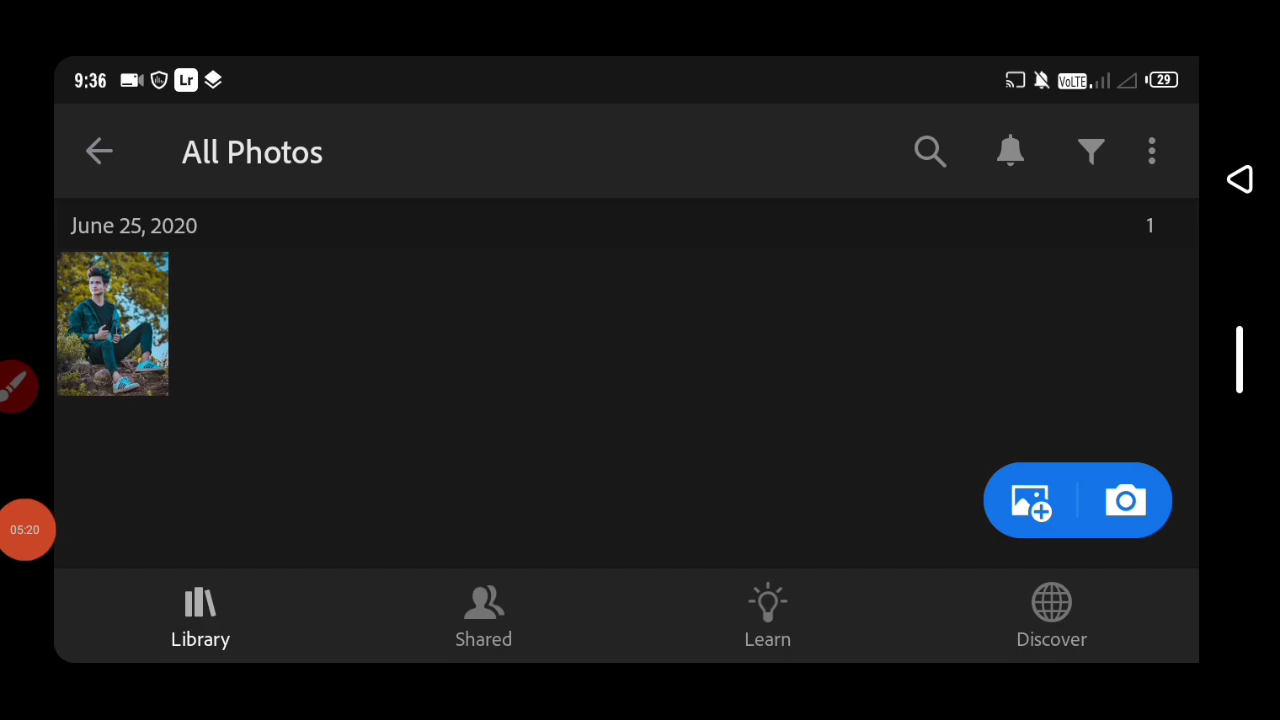 9:36 Lr VoLTE 29
All Photos
June 25, 2020 1
05:20
Library Shared Learn Discover